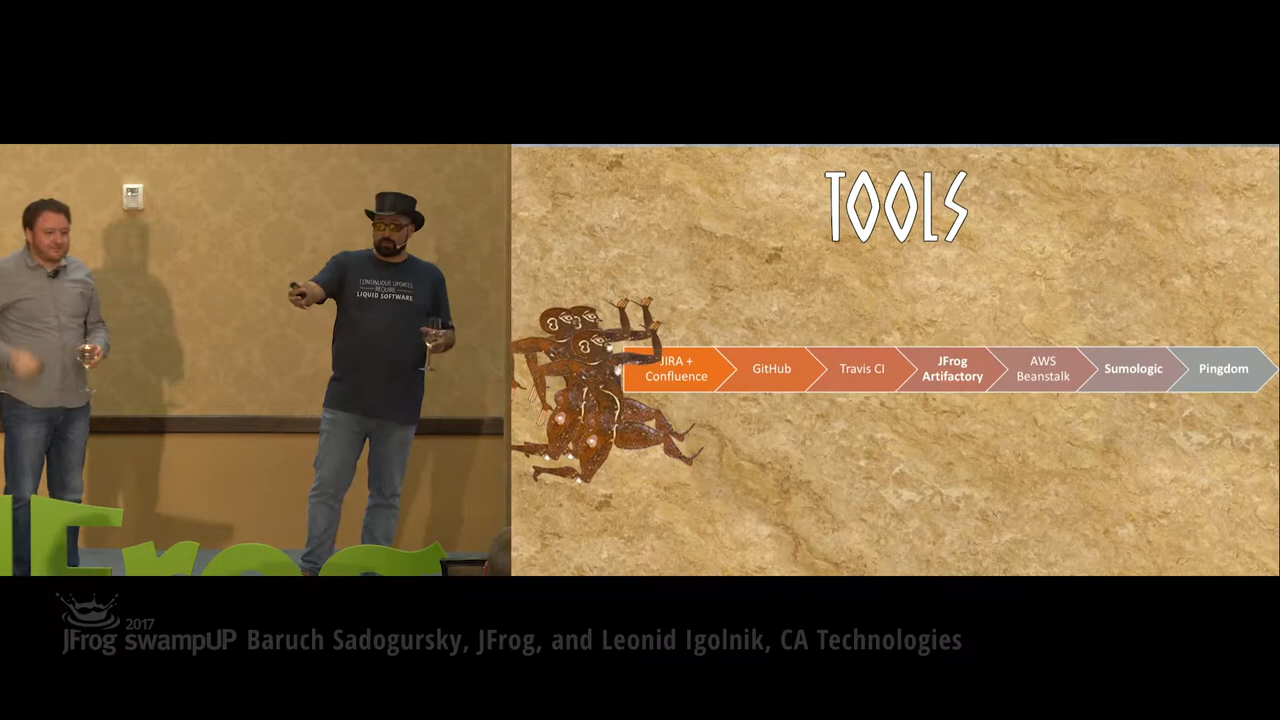 TOOLS
JIRA +
Confluence
GitHub
Travis CI
JFrog
Artifactory
AWS
Beanstalk
Sumologic
Pingdom
CONTINUOUS UPDATES
REQUIRE
LIQUID SOFTWARE
JFrog
2017
JFrog swampUP Baruch Sadogursky, JFrog, and Leonid Igolnik, CA Technologies